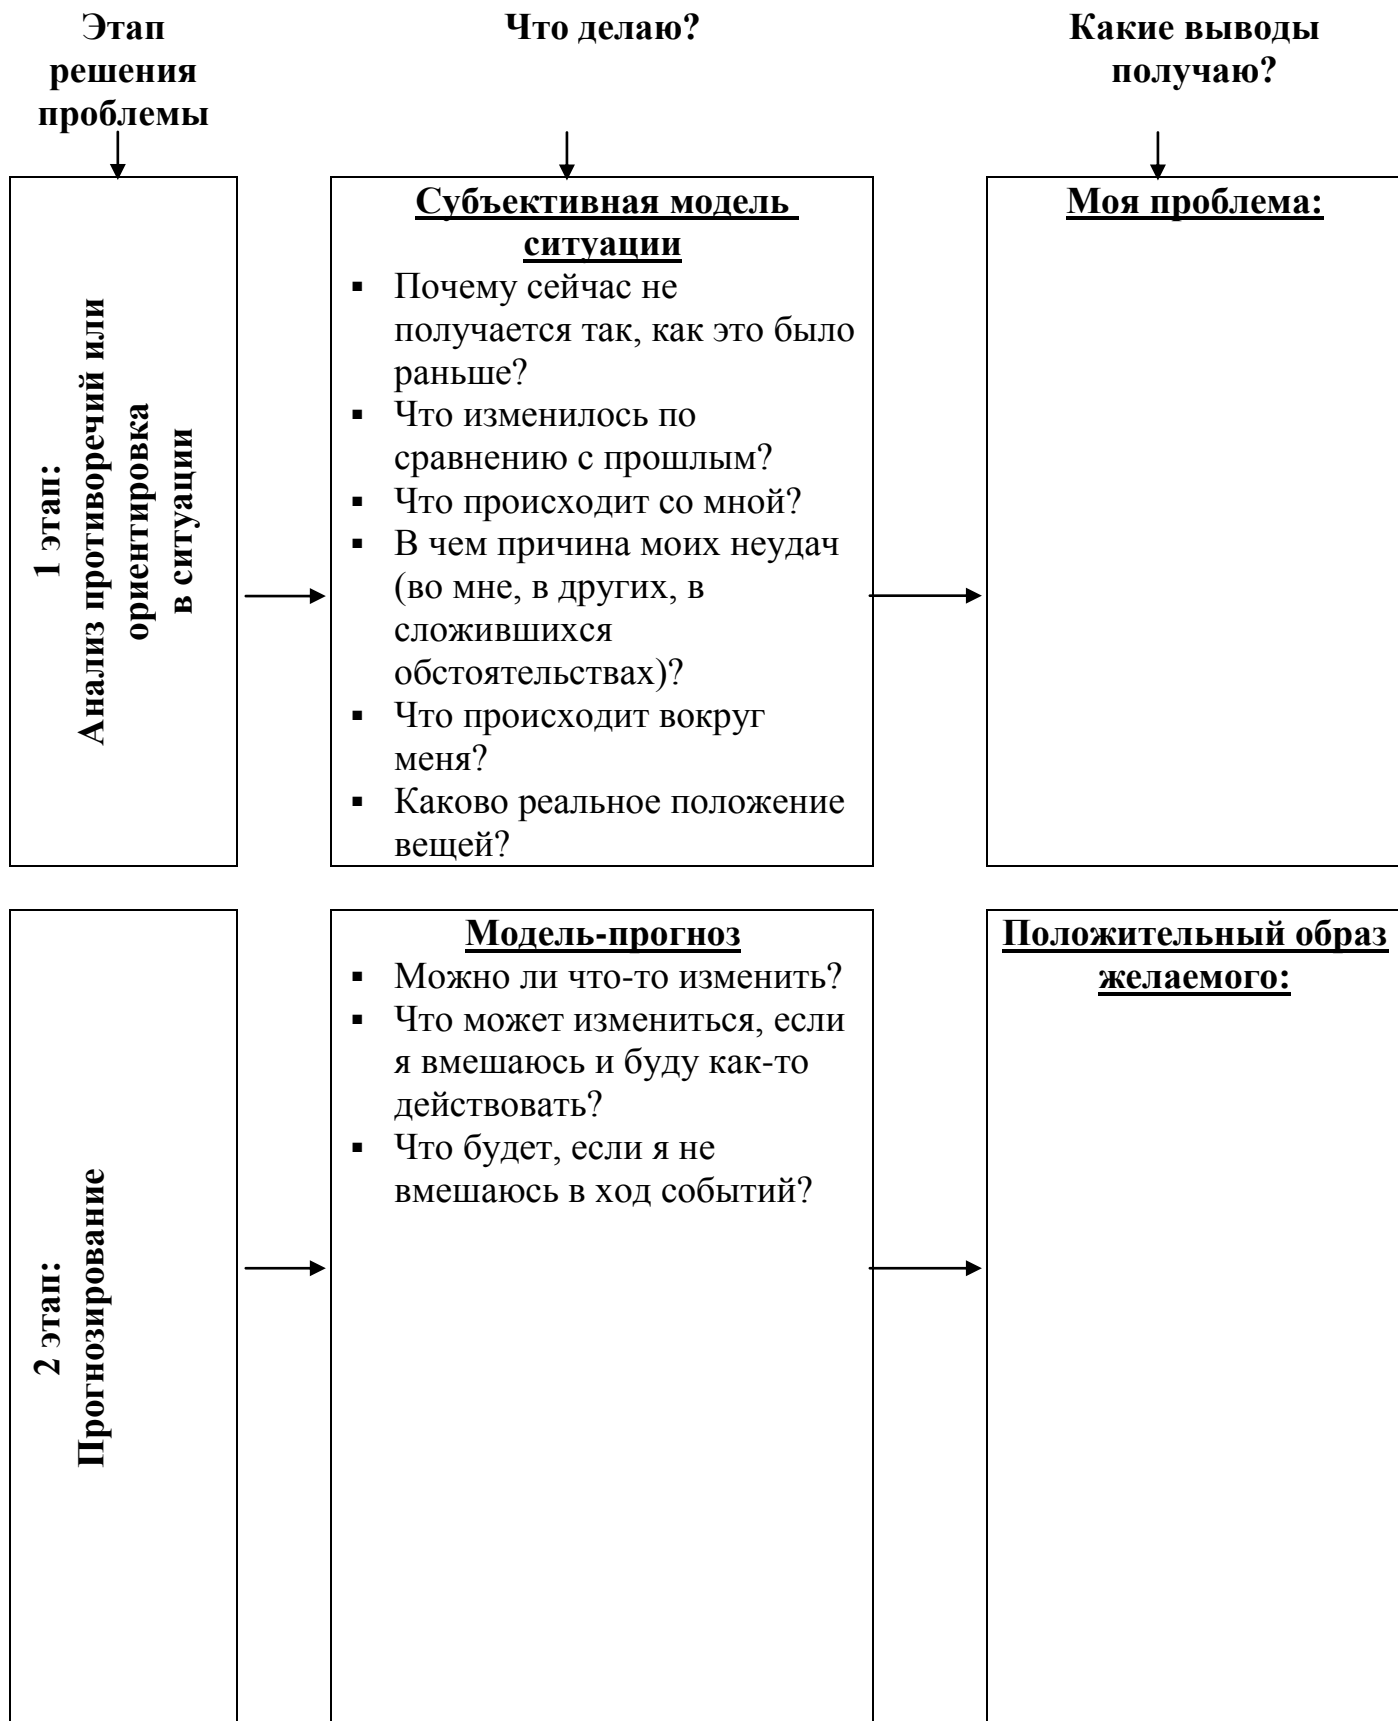 Этап
решения
проблемы
Что делаю?
Какие выводы
получаю?
1 этап:
Анализ противоречий или
ориентировка
в ситуации
Субъективная модель
ситуации
▪ Почему сейчас не
получается так, как это было
раньше?
▪ Что изменилось по
сравнению с прошлым?
▪ Что происходит со мной?
▪ В чем причина моих неудач
(во мне, в других, в
сложившихся
обстоятельствах)?
▪ Что происходит вокруг
меня?
▪ Каково реальное положение
вещей?
Моя проблема:
2 этап:
Прогнозирование
Модель-прогноз
▪ Можно ли что-то изменить?
▪ Что может измениться, если
я вмешаюсь и буду как-то
действовать?
▪ Что будет, если я не
вмешаюсь в ход событий?
Положительный образ
желаемого: